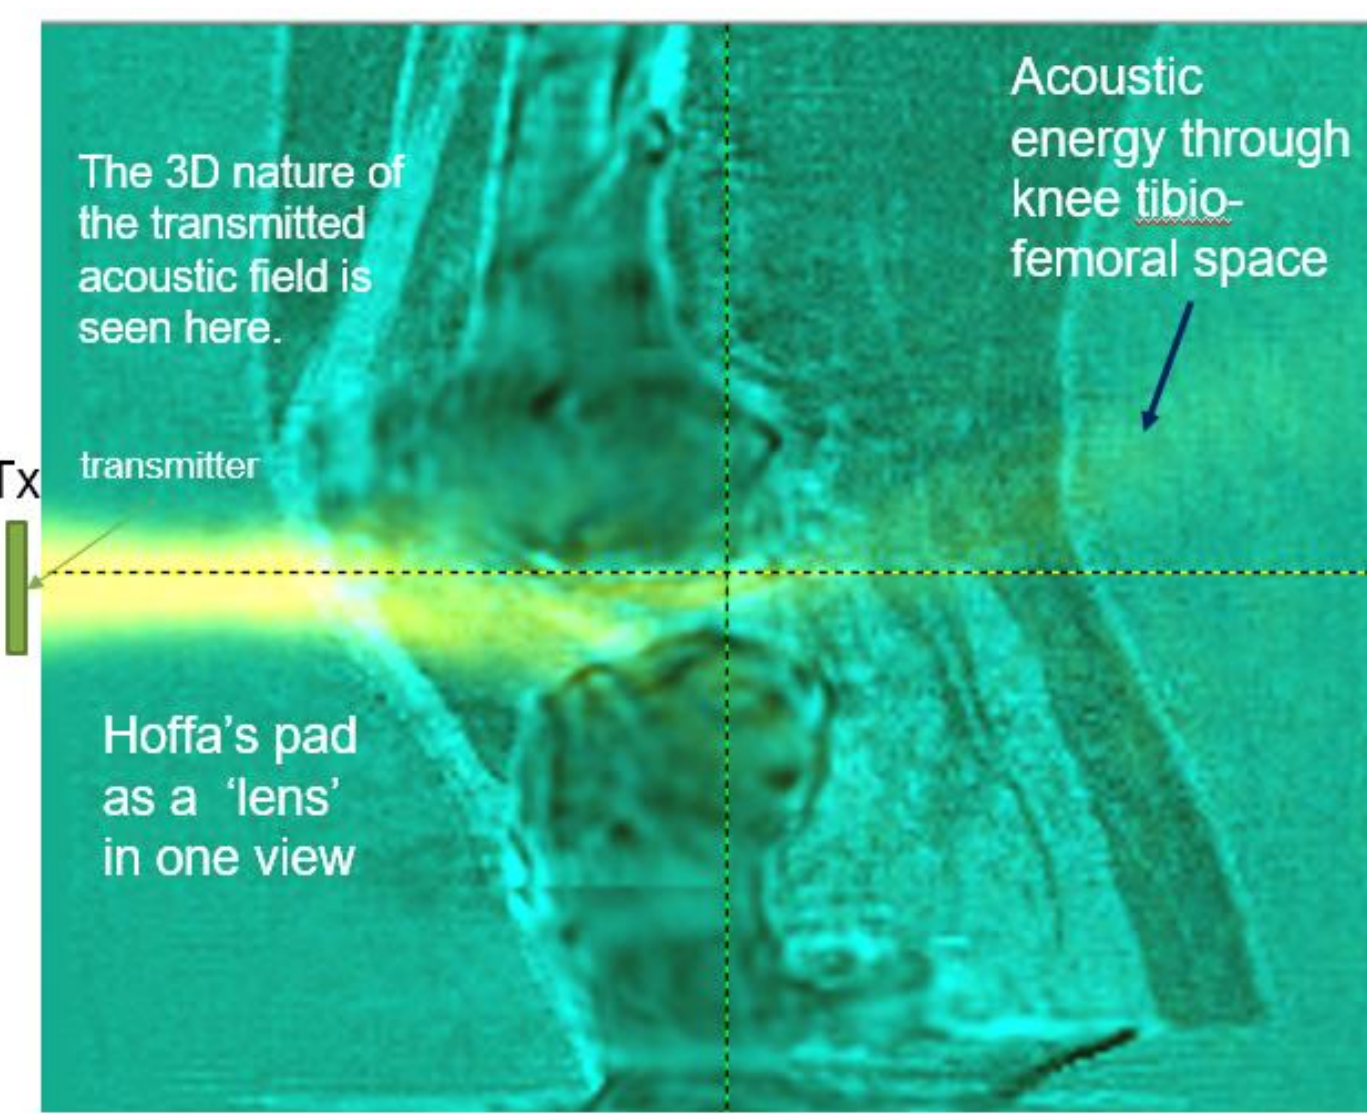 Acoustic
energy through
knee tibio-
femoral space
The 3D nature of
the transmitted
acoustic field is
seen here.
Tx
transmitter
Hoffa's pad
as a 'lens'
in one view